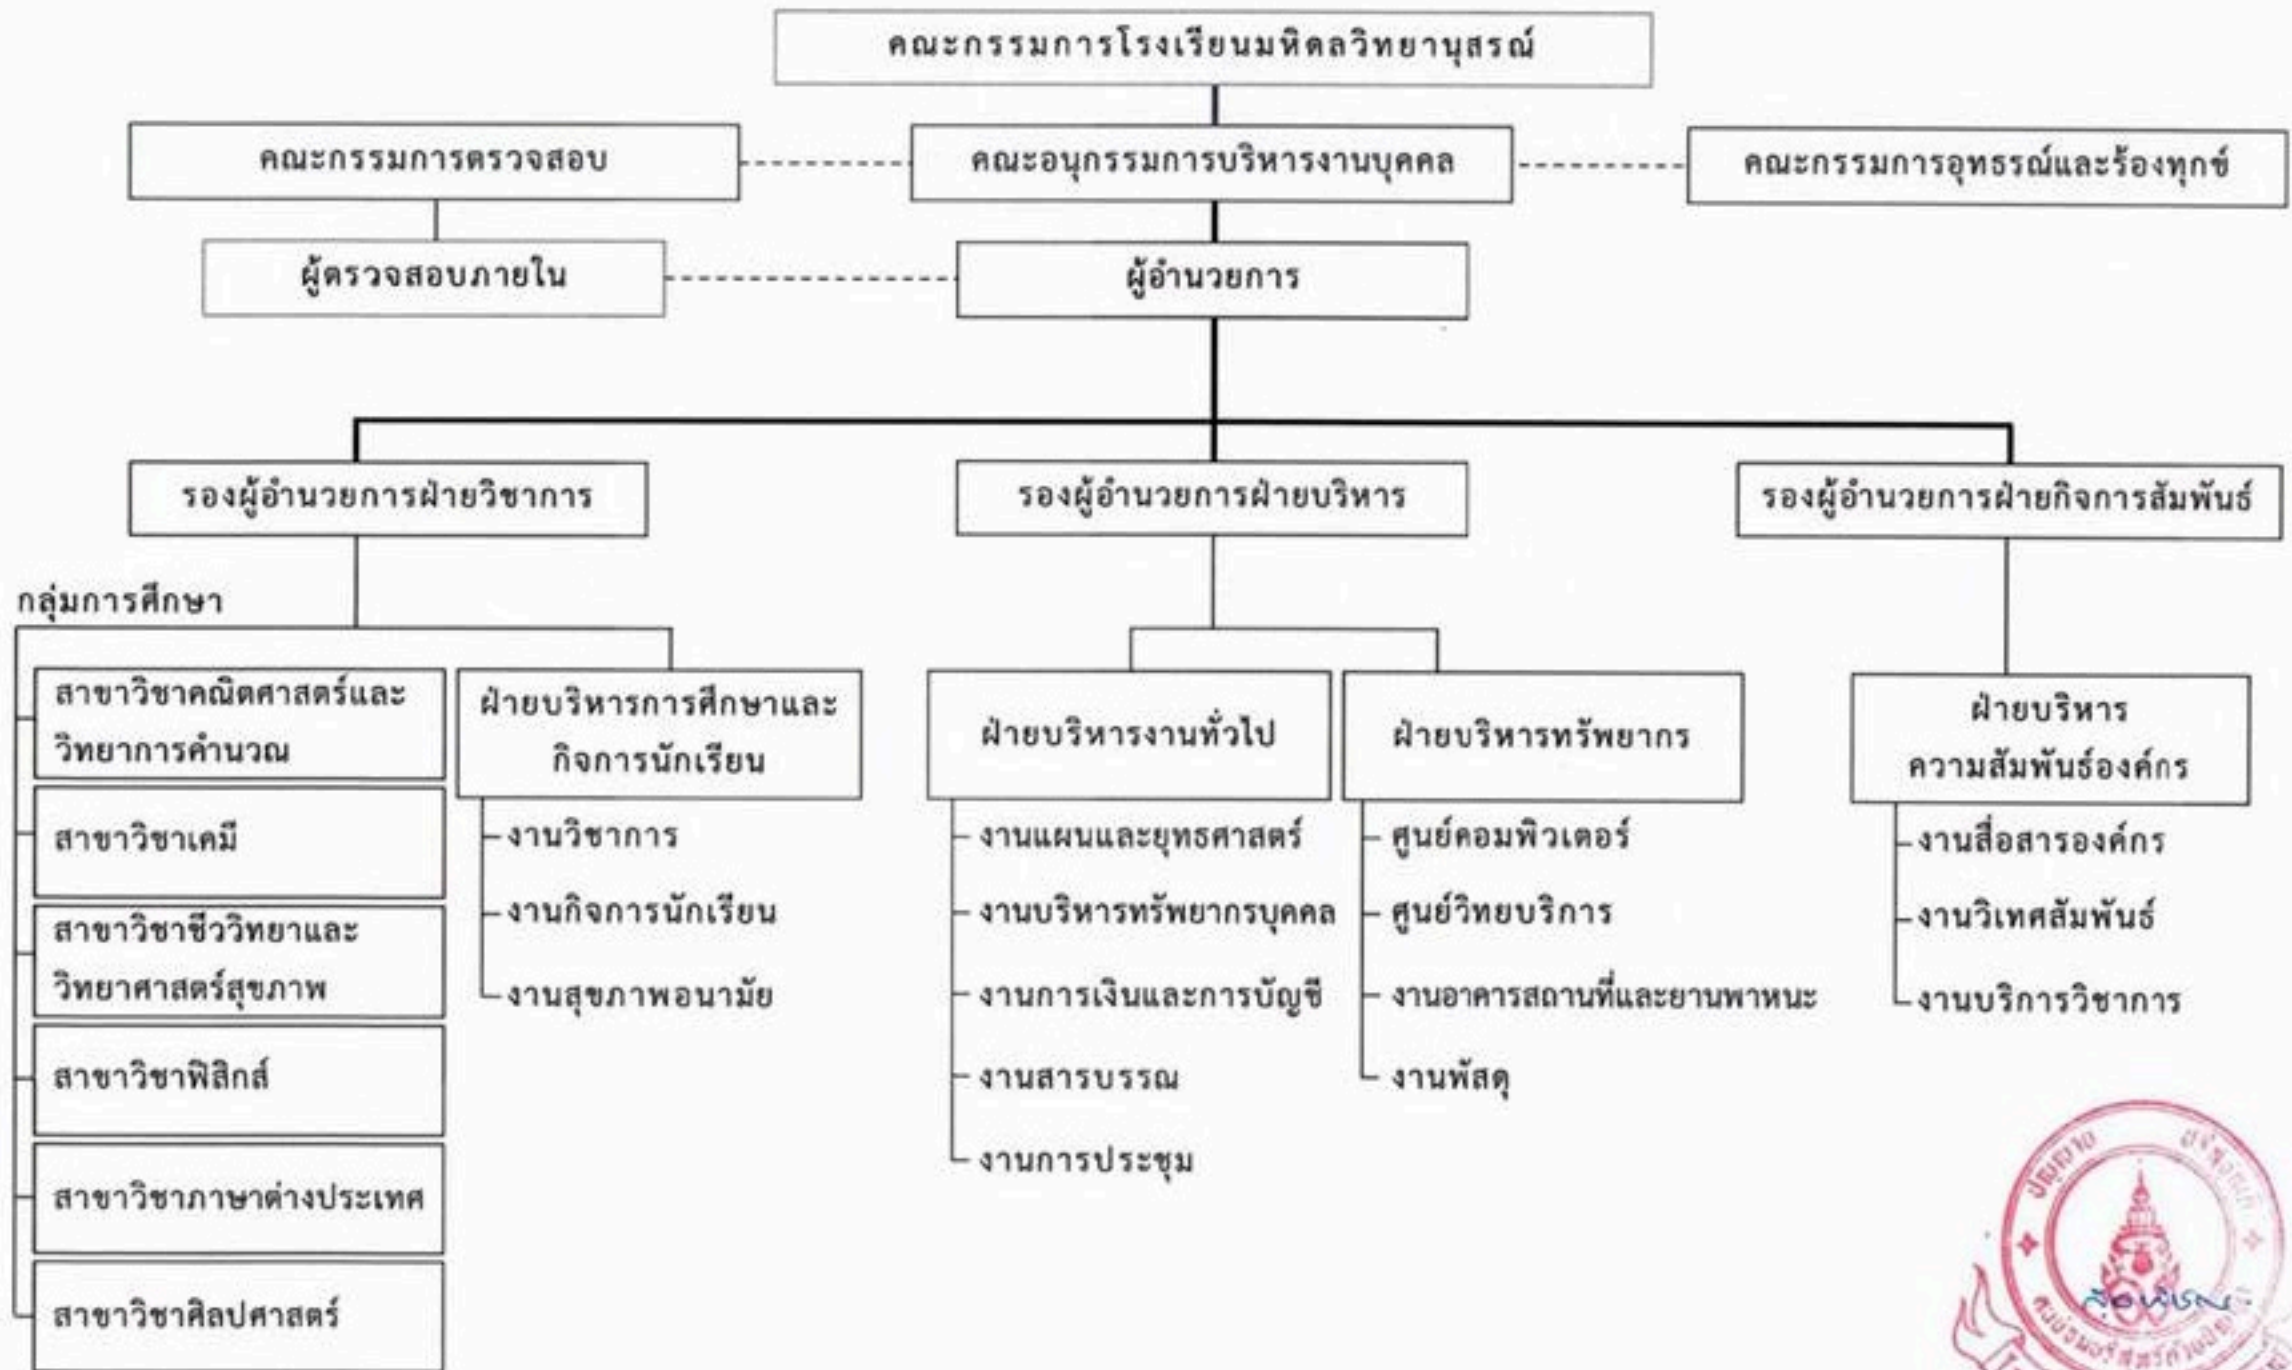 คณะกรรมการโรงเรียนมหิดลวิทยานุสรณ์
คณะกรรมการตรวจสอบ
คณะอนุกรรมการบริหารงานบุคคล
คณะกรรมการอุทธรณ์และร้องทุกข์
ผู้ตรวจสอบภายใน
ผู้อำนวยการ
รองผู้อำนวยการฝ่ายวิชาการ
รองผู้อำนวยการฝ่ายบริหาร
รองผู้อำนวยการฝ่ายกิจการสัมพันธ์
กลุ่มการศึกษา
สาขาวิชาคณิตศาสตร์และ
วิทยาการคำนวณ
สาขาวิชาเคมี
สาขาวิชาชีววิทยาและ
วิทยาศาสตร์สุขภาพ
สาขาวิชาฟิสิกส์
สาขาวิชาภาษาต่างประเทศ
สาขาวิชาศิลปศาสตร์
ฝ่ายบริหารการศึกษาและ
กิจการนักเรียน
งานวิชาการ
งานกิจการนักเรียน
งานสุขภาพอนามัย
ฝ่ายบริหารงานทั่วไป
งานแผนและยุทธศาสตร์
งานบริหารทรัพยากรบุคคล
งานการเงินและการบัญชี
งานสารบรรณ
งานการประชุม
ฝ่ายบริหารทรัพยากร
ศูนย์คอมพิวเตอร์
ศูนย์วิทยบริการ
งานอาคารสถานที่และยานพาหนะ
งานพัสดุ
ฝ่ายบริหาร
ความสัมพันธ์องค์กร
งานสื่อสารองค์กร
งานวิเทศสัมพันธ์
งานบริการวิชาการ